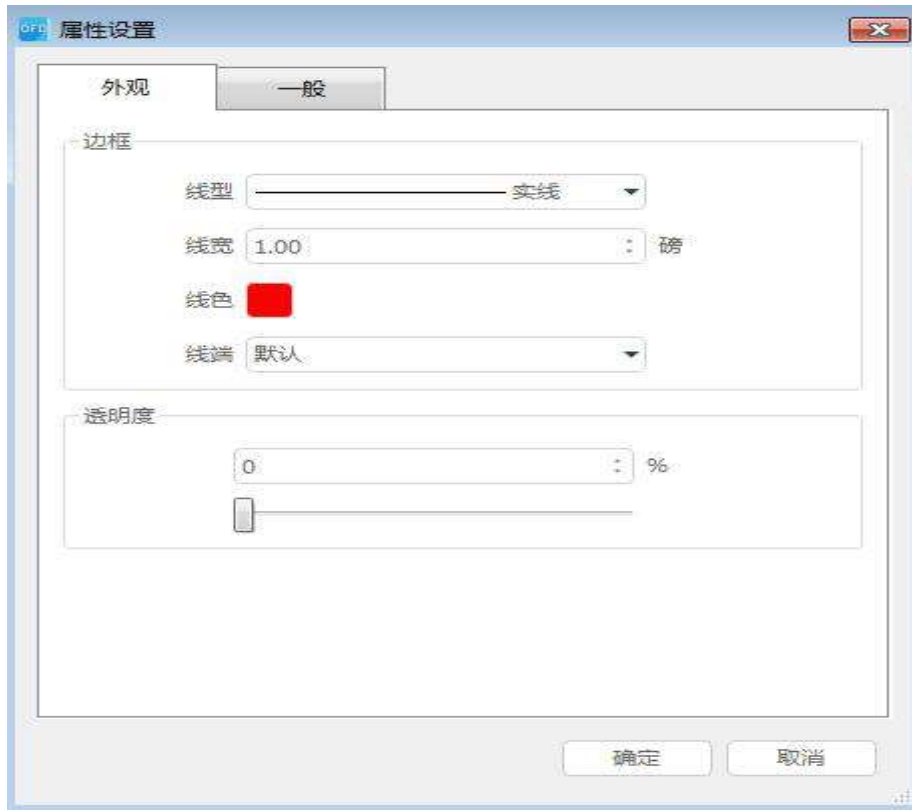 OFD 属性设置
外观 一般
边框
线型 实线
线宽 1.00 磅
线色
线端 默认
透明度
0 %
确定 取消